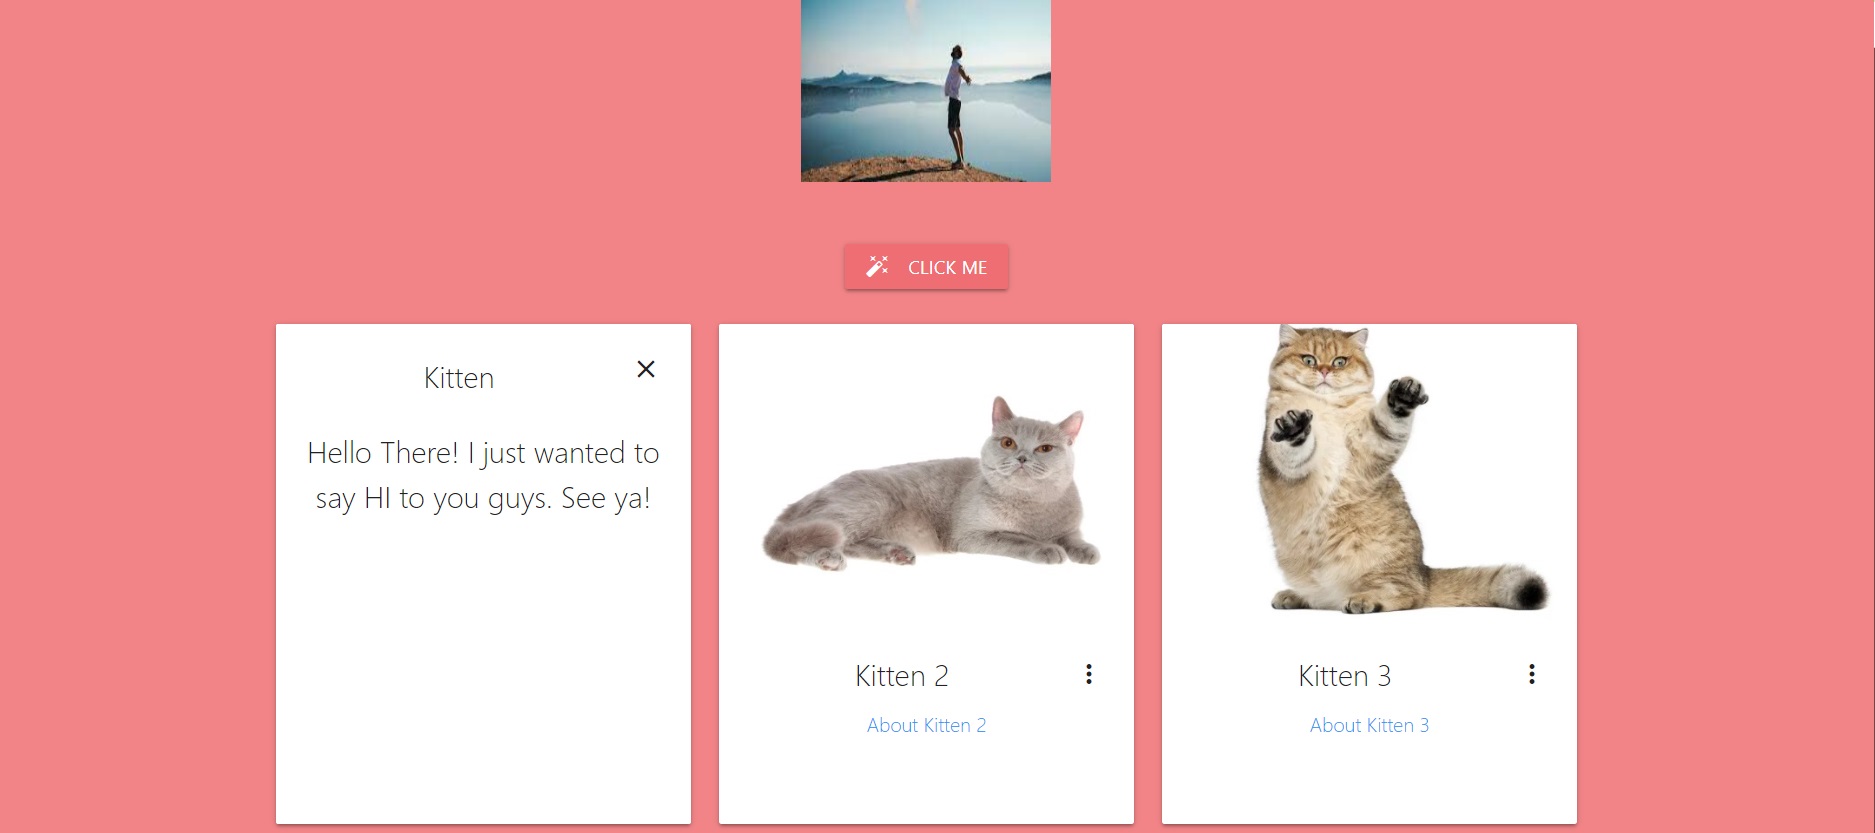 CLICK ME
Kitten
Hello There! I just wanted to
say HI to you guys. See ya!
Kitten 2
About Kitten 2
Kitten 3
About Kitten 3